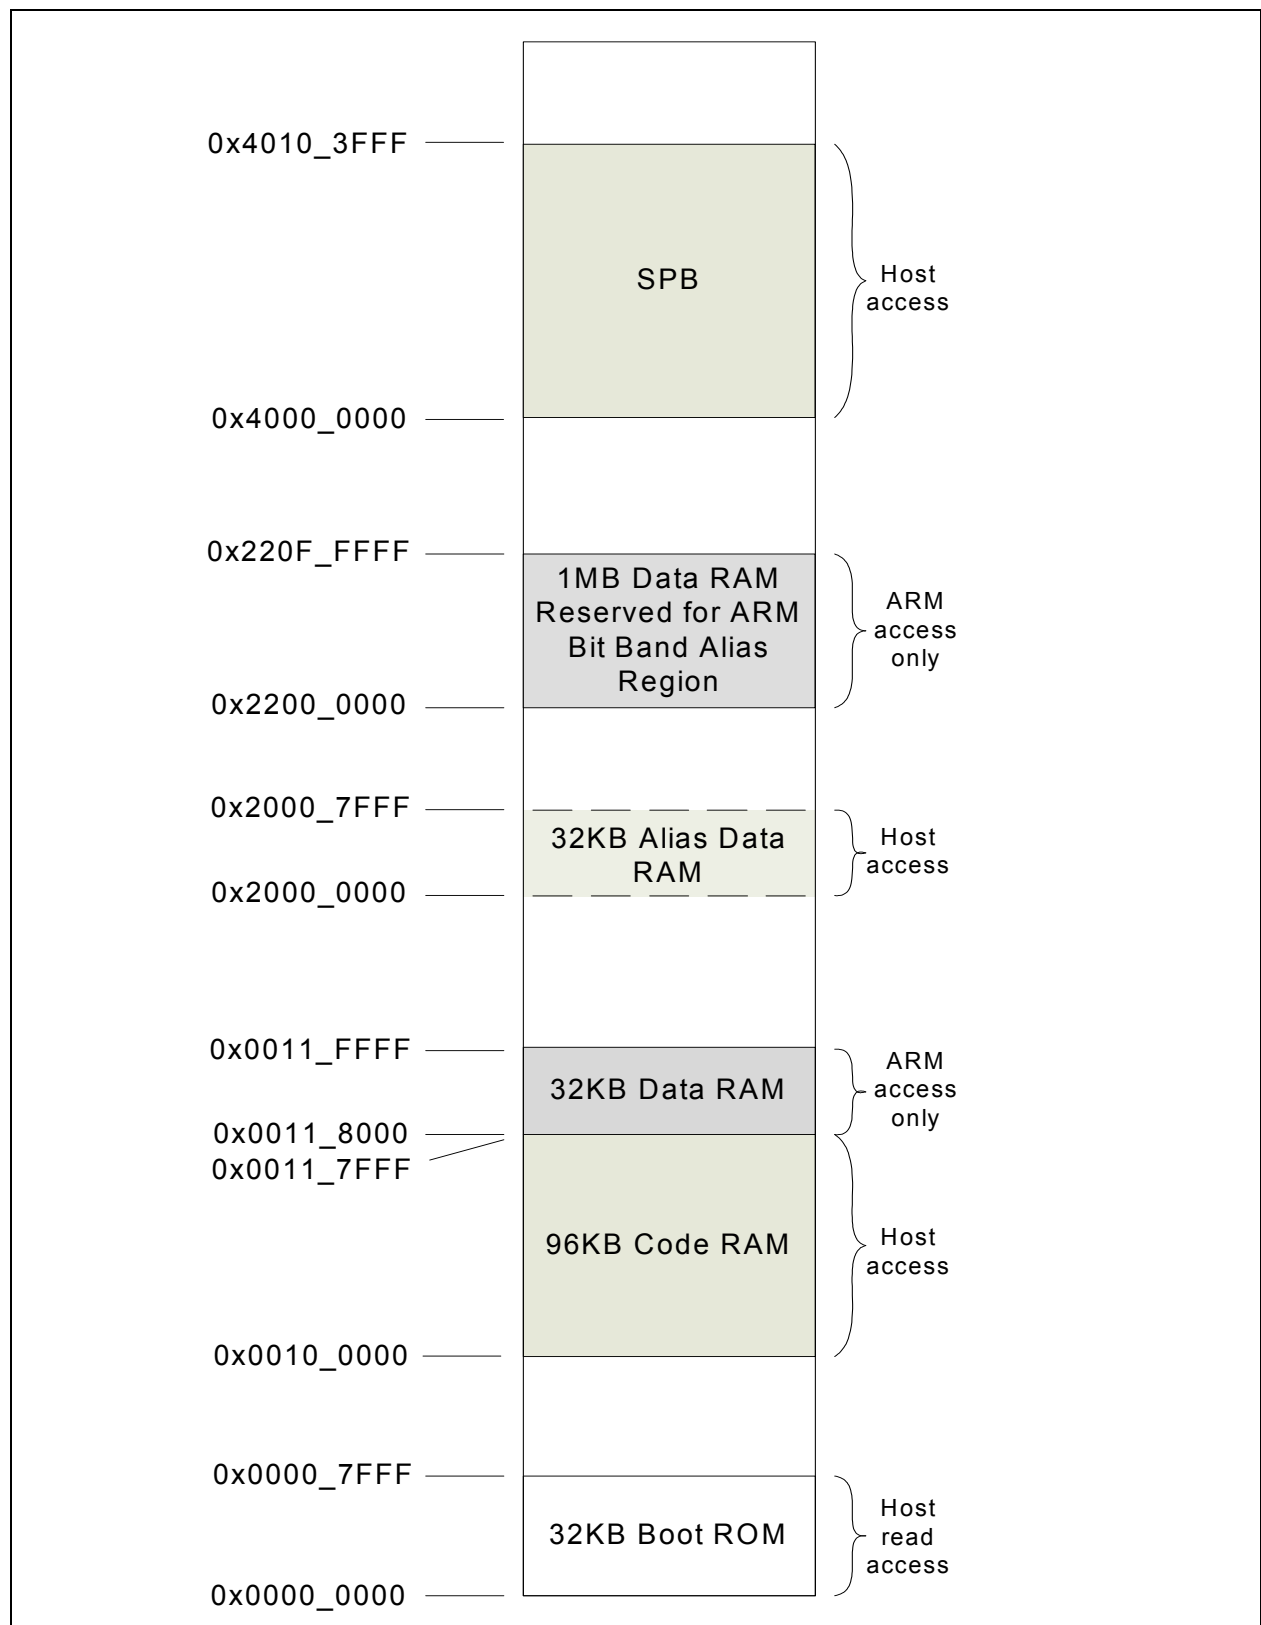 0x4010_3FFF
SPB
Host
access
0x4000_0000
0x220F_FFFF
1MB Data RAM
Reserved for ARM
Bit Band Alias
Region
ARM
access
only
0x2200_0000
0x2000_7FFF
32KB Alias Data
RAM
Host
access
0x2000_0000
0x0011_FFFF
32KB Data RAM
ARM
access
only
0x0011_8000
0x0011_7FFF
96KB Code RAM
Host
access
0x0010_0000
0x0000_7FFF
32KB Boot ROM
Host
read
access
0x0000_0000